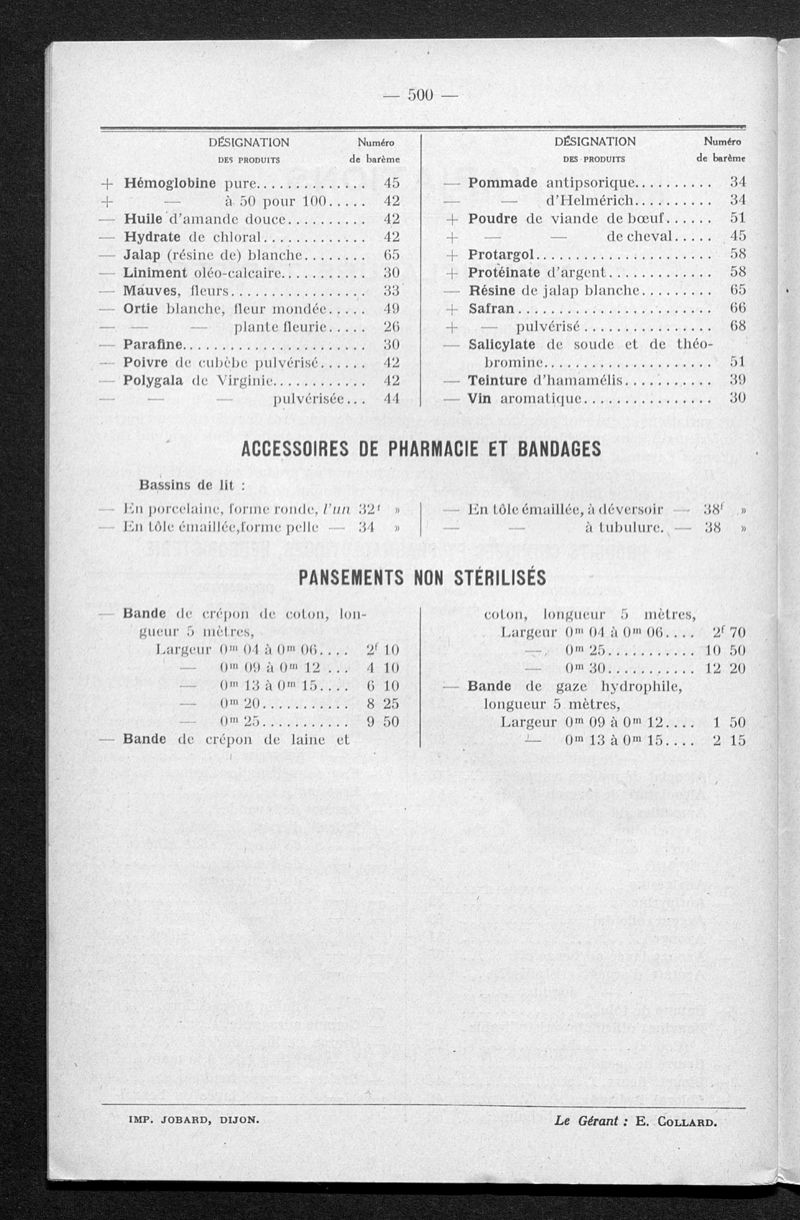 — 500 —
DÉSIGNATION Numéro
DES PRODUITS de barème
+ Hémoglobine pure.............. 45
+ — à 50 pour 100..... 42
— Huile d'amande douce.......... 42
— Hydrate de chloral............. 42
— Jalap (résine de) blanche........ 65
— Liniment oléo-calcaire.......... 30
— Mauves, fleurs................. 33
— Ortie blanche, fleur mondée..... 49
— — — plante fleurie..... 26
— Parafine....................... 30
— Poivre de cubèbe pulvérisé...... 42
— Polygala de Virginie............ 42
— — — pulvérisée... 44
DÉSIGNATION Numéro
DES PRODUITS de barème
— Pommade antipsorique.......... 34
— — d'Helmérich.......... 34
+ Poudre de viande de bœuf...... 51
+ — — de cheval..... 45
+ Protargol...................... 58
+ Protéinate d'argent............. 58
— Résine de jalap blanche......... 65
+ Safran......................... 66
+ — pulvérisé................ 68
— Salicylate de soude et de théo-
bromine..................... 51
— Teinture d'hamamélis........... 39
— Vin aromatique................ 30
ACCESSOIRES DE PHARMACIE ET BANDAGES
Bassins de lit :
— En porcelaine, forme ronde, l'un 32f »
— En tôle émaillée, forme pelle — 34 »
— En tôle émaillée, à déversoir — 38f »
— — à tubulure. — 38 »
PANSEMENTS NON STÉRILISÉS
— Bande de crépon de coton, lon-
gueur 5 mètres,
Largeur 0m 04 à 0m 06.... 2f 10
— 0m 09 à 0m 12 ... 4 10
— 0m 13 à 0m 15.... 6 10
— 0m 20........... 8 25
— 0m 25........... 9 50
— Bande de crépon de laine et
coton, longueur 5 mètres,
Largeur 0m 04 à 0m 06.... 2f 70
— 0m 25........... 10 50
— 0m 30........... 12 20
— Bande de gaze hydrophile,
longueur 5 mètres,
Largeur 0m 09 à 0m 12.... 1 50
— 0m 13 à 0m 15.... 2 15
IMP. JOBARD, DIJON.
Le Gérant : E. COLLARD.